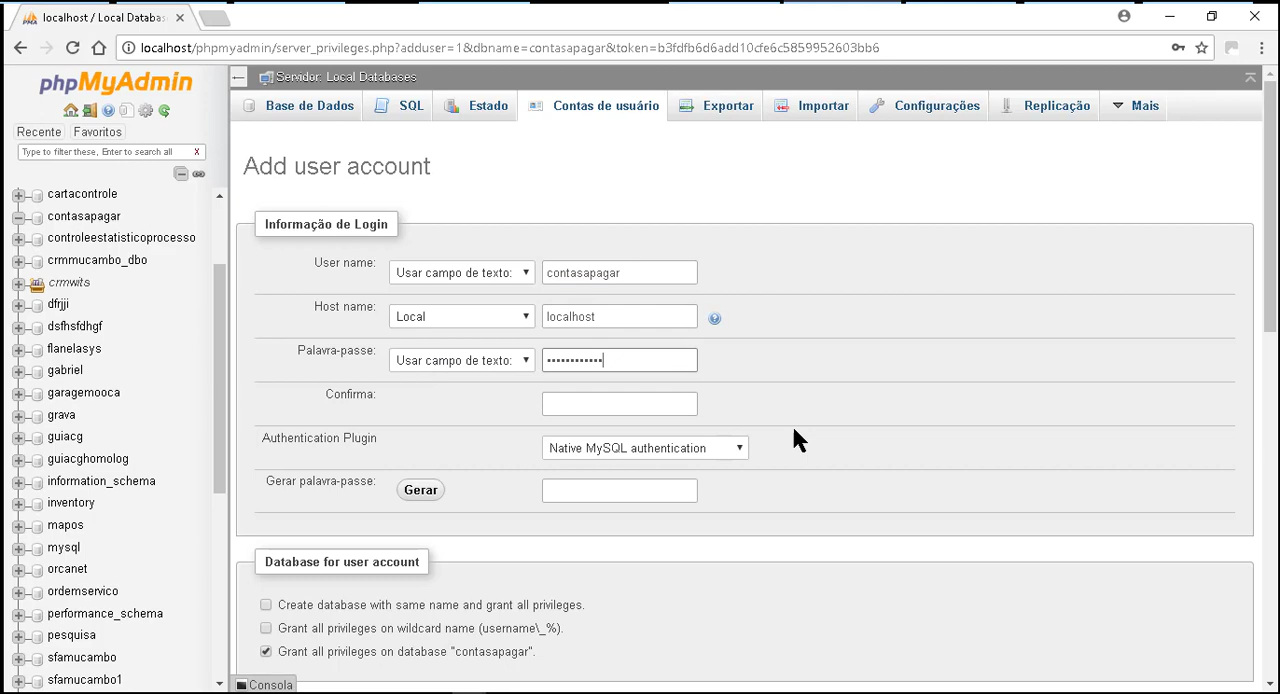 localhost / Local Databas
localhost/phpmyadmin/server_privileges.php?adduser=1&dbname=contasapagar&token=b3fdfb6d6add10cfe6c5859952603bb6
phpMyAdmin
Recente Favoritos
Type to filter these, Enter to search all X
cartacontrole
contasapagar
controleestatisticoprocesso
crmmucambo_dbo
crmwits
dfrjji
dsfhsfdhgf
flanelasys
gabriel
garagemooca
grava
guiacg
guiacghomolog
information_schema
inventory
mapos
mysql
orcanet
ordemservico
performance_schema
pesquisa
sfamucambo
sfamucambo1
Servidor: Local Databases
Base de Dados SQL Estado Contas de usuário Exportar Importar Configurações Replicação Mais
Add user account
Informação de Login
User name: Usar campo de texto: contasapagar
Host name: Local localhost
Palavra-passe: Usar campo de texto: ••••••••••••
Confirma:
Authentication Plugin Native MySQL authentication
Gerar palavra-passe: Gerar
Database for user account
Create database with same name and grant all privileges.
Grant all privileges on wildcard name (username\_%).
Grant all privileges on database "contasapagar".
Consola